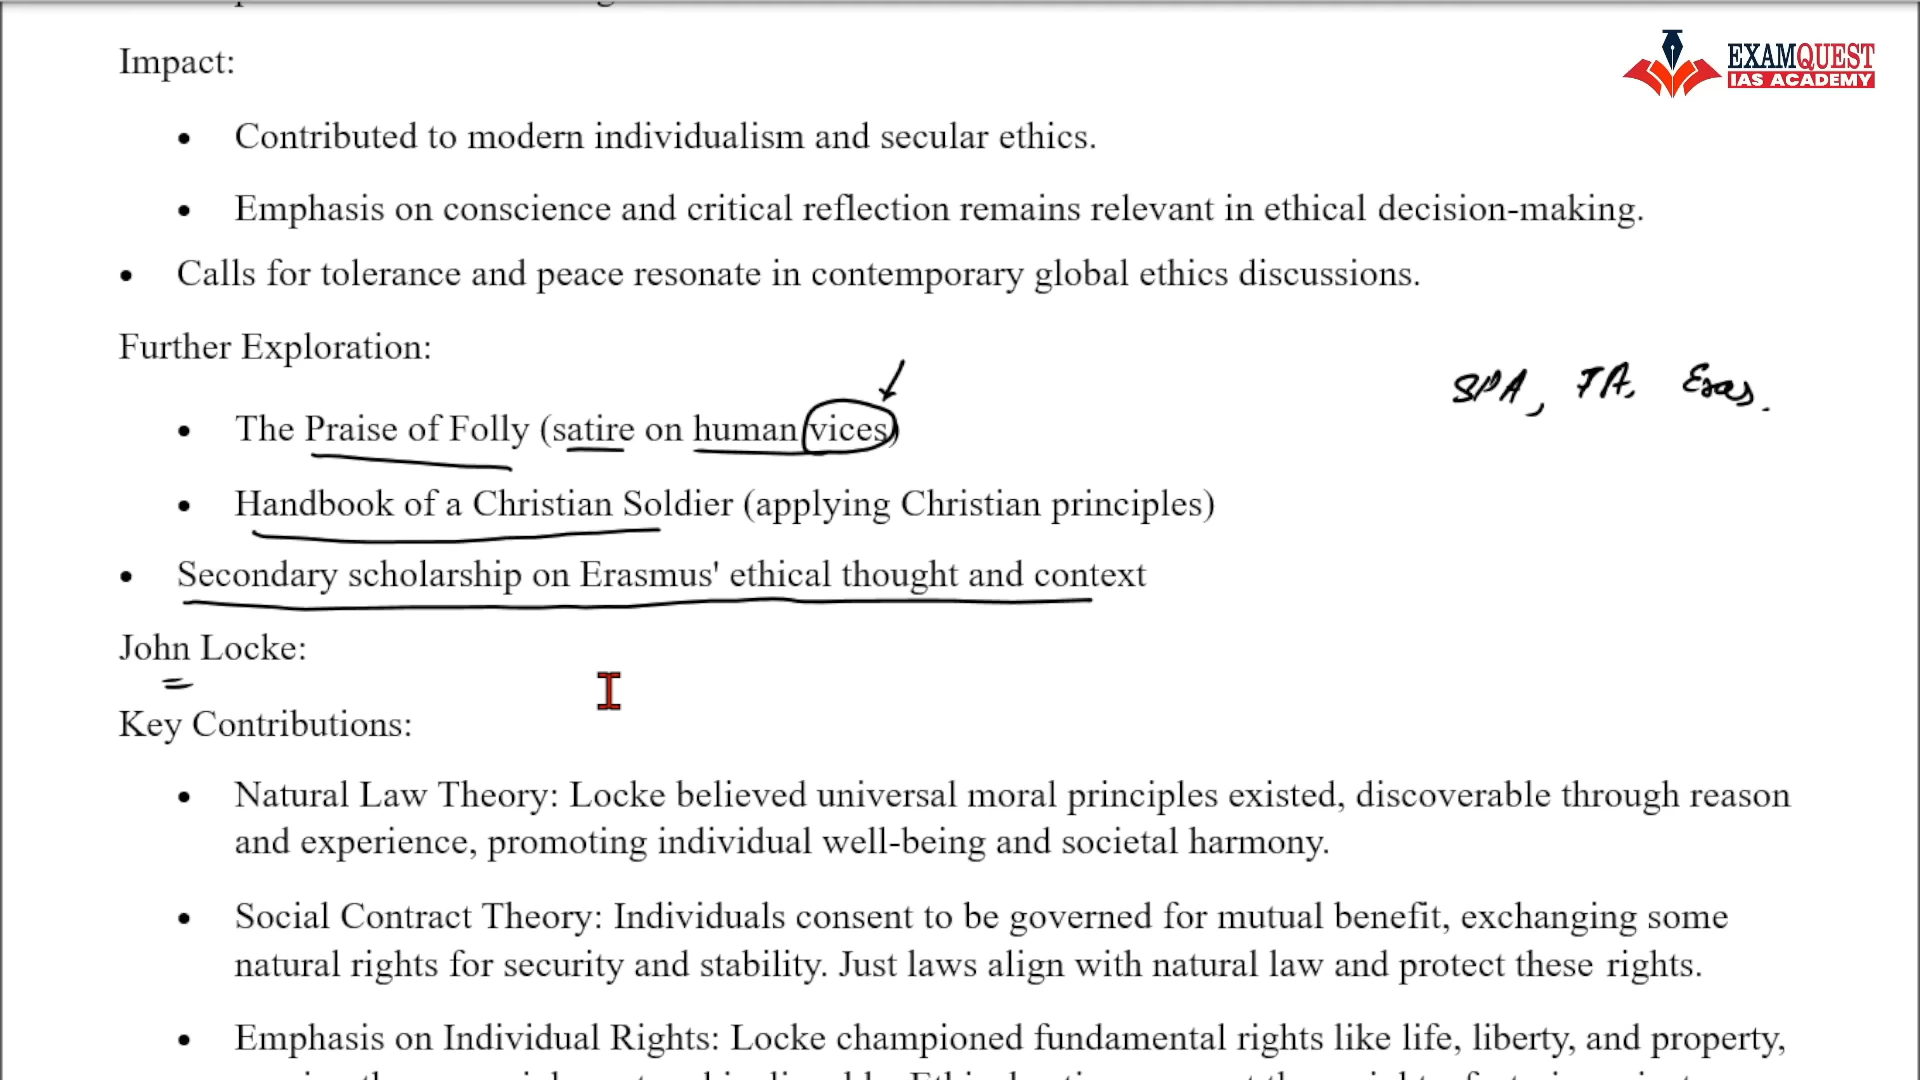 EXAMQUEST
IAS ACADEMY
Impact:
• Contributed to modern individualism and secular ethics.
• Emphasis on conscience and critical reflection remains relevant in ethical decision-making.
• Calls for tolerance and peace resonate in contemporary global ethics discussions.
Further Exploration:
SPA, TA, Eras.
• The Praise of Folly (satire on human vices)
• Handbook of a Christian Soldier (applying Christian principles)
• Secondary scholarship on Erasmus' ethical thought and context
John Locke:
Key Contributions:
• Natural Law Theory: Locke believed universal moral principles existed, discoverable through reason
and experience, promoting individual well-being and societal harmony.
• Social Contract Theory: Individuals consent to be governed for mutual benefit, exchanging some
natural rights for security and stability. Just laws align with natural law and protect these rights.
• Emphasis on Individual Rights: Locke championed fundamental rights like life, liberty, and property,